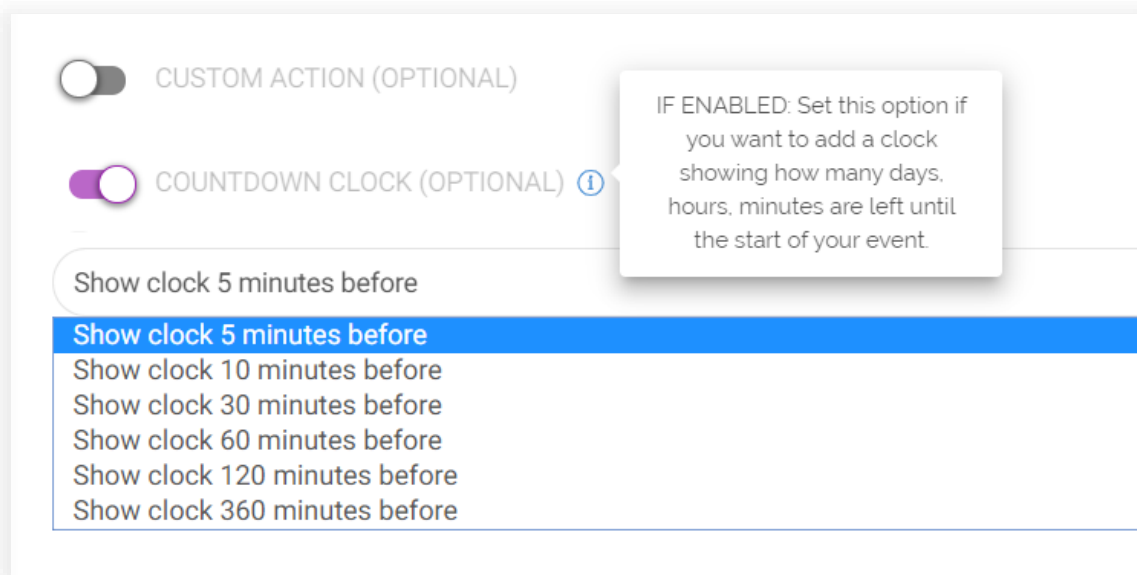 CUSTOM ACTION (OPTIONAL)
IF ENABLED: Set this option if
you want to add a clock
showing how many days,
hours, minutes are left until
the start of your event.
COUNTDOWN CLOCK (OPTIONAL)
Show clock 5 minutes before
Show clock 5 minutes before
Show clock 10 minutes before
Show clock 30 minutes before
Show clock 60 minutes before
Show clock 120 minutes before
Show clock 360 minutes before